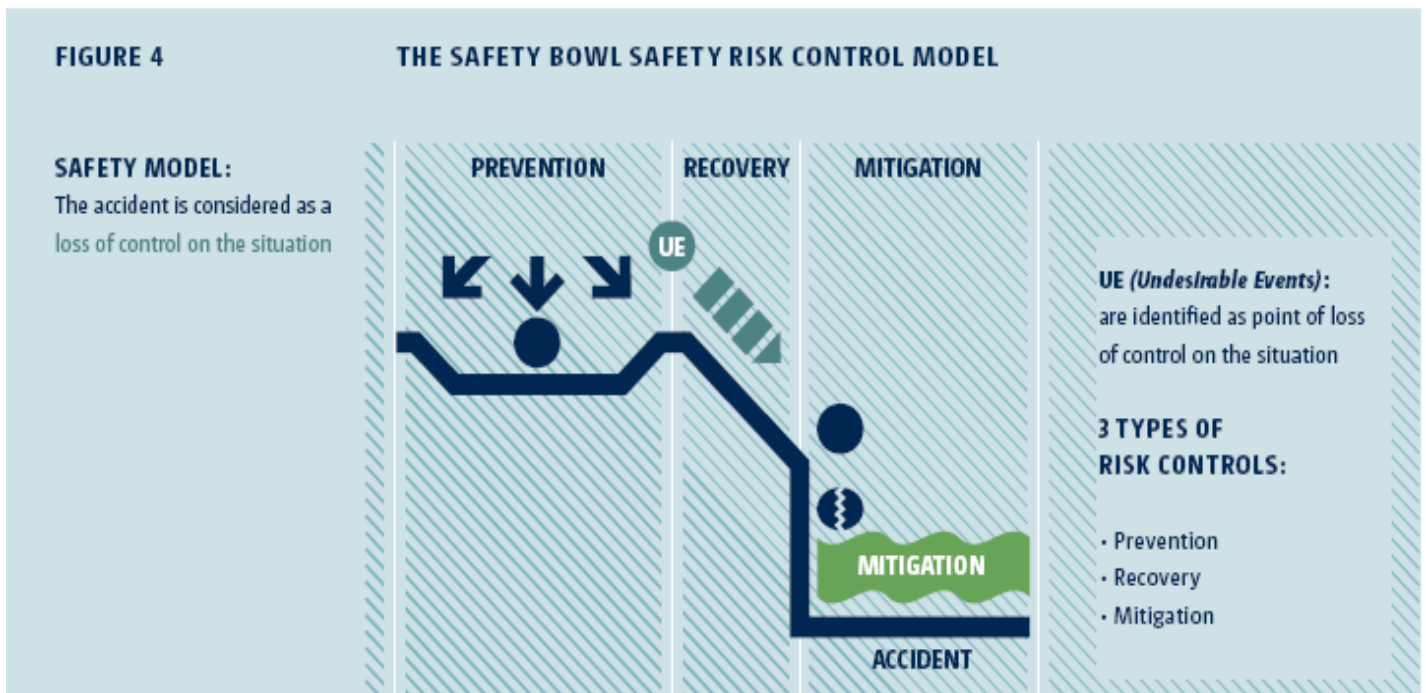 FIGURE 4
THE SAFETY BOWL SAFETY RISK CONTROL MODEL
SAFETY MODEL:
The accident is considered as a
loss of control on the situation
PREVENTION
RECOVERY
MITIGATION
UE
MITIGATION
ACCIDENT
UE (Undesirable Events):
are identified as point of loss
of control on the situation
3 TYPES OF
RISK CONTROLS:
· Prevention
· Recovery
· Mitigation